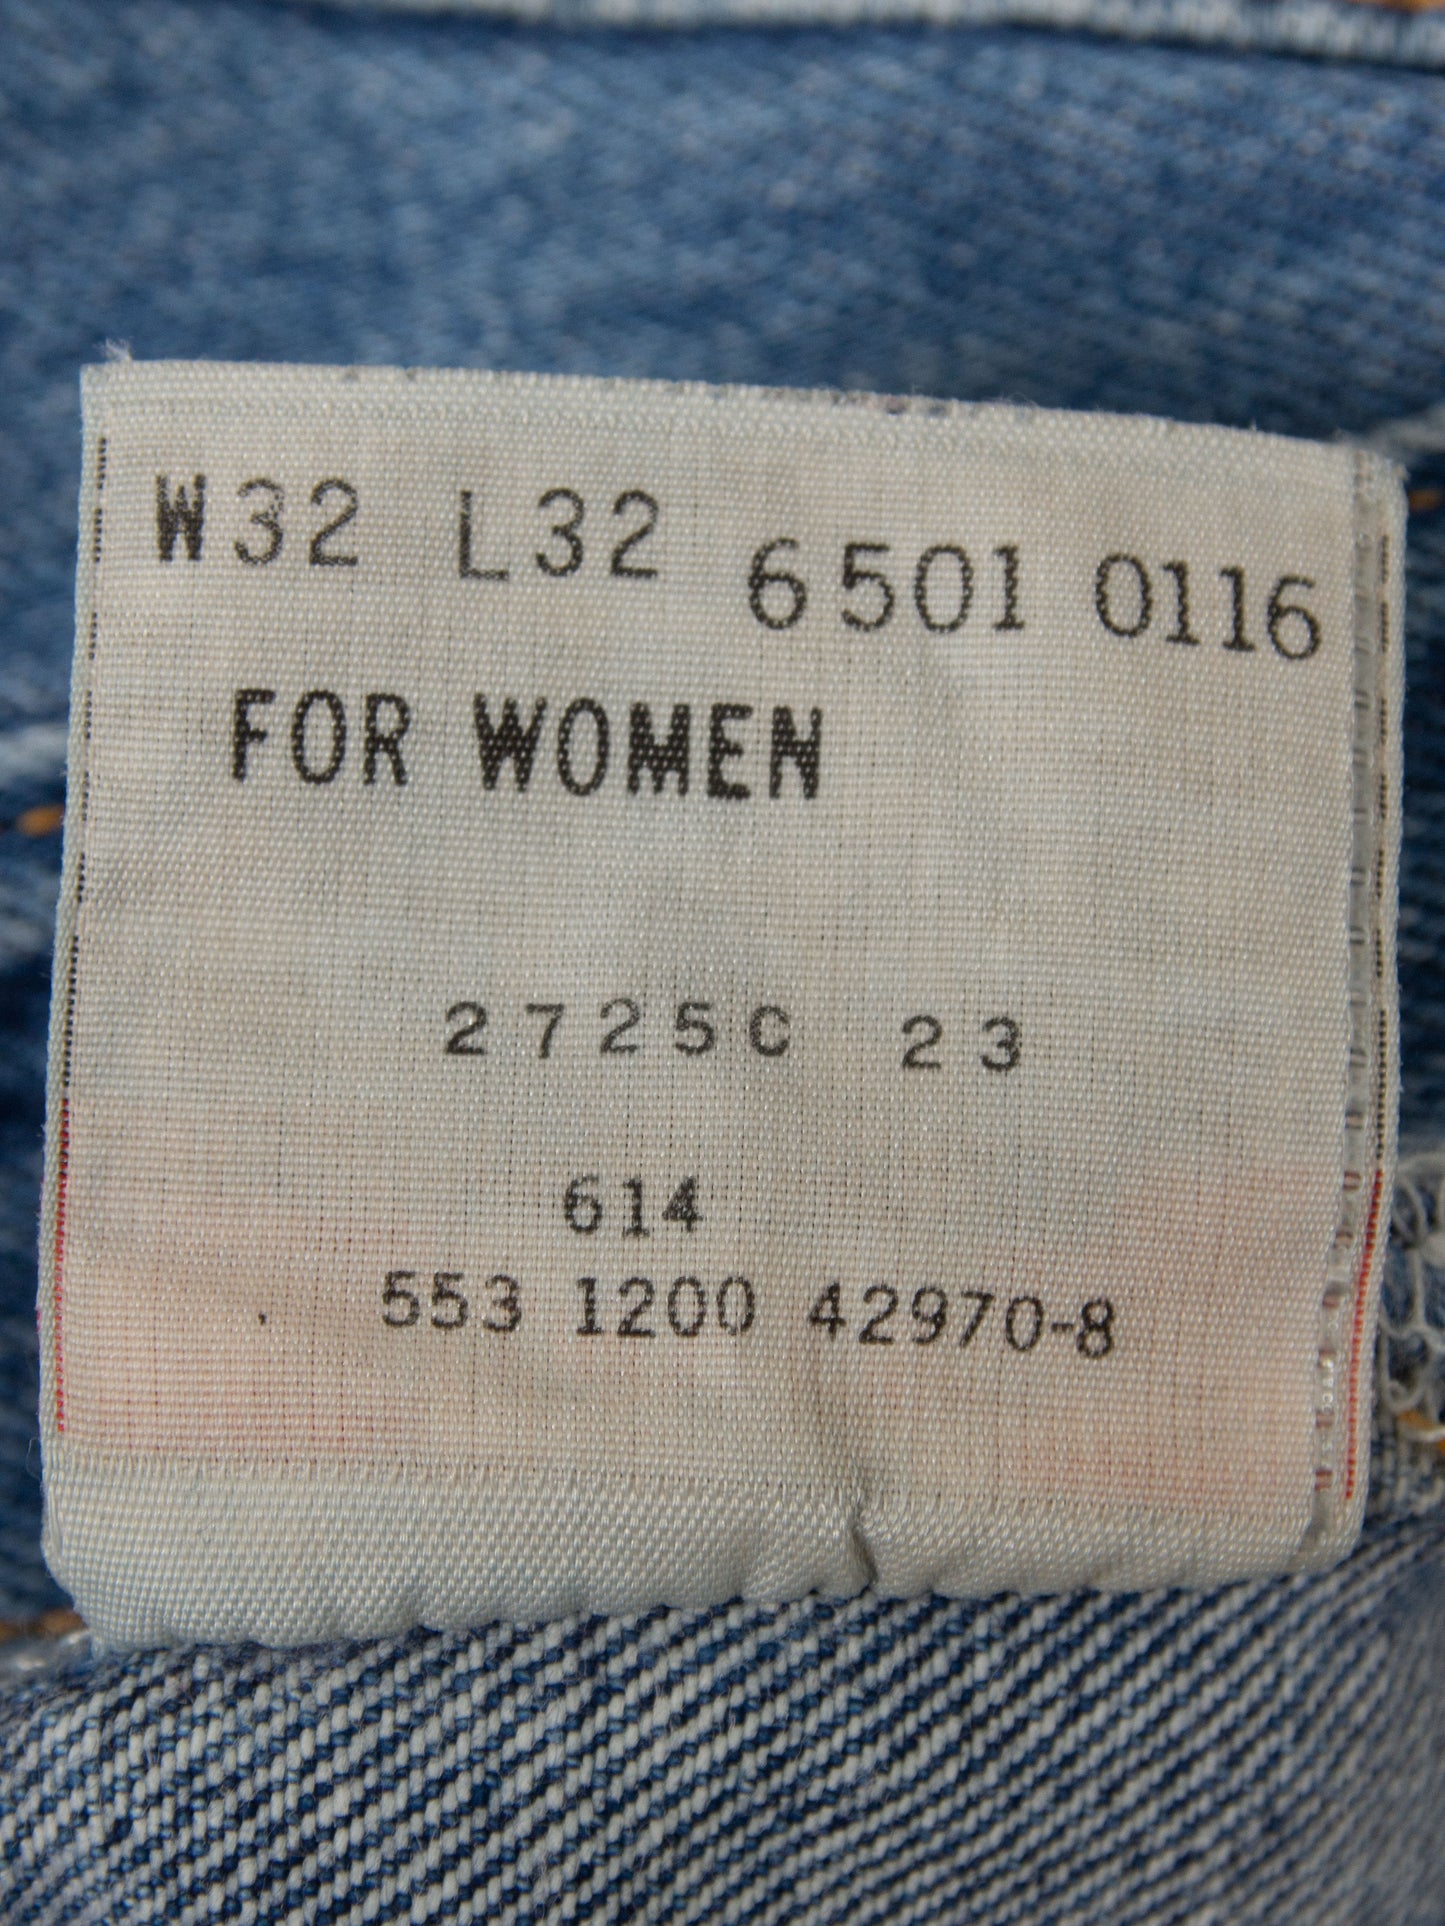 W32 L32 6501 0116
FOR WOMEN
2725C 23
614
553 1200 42970-8